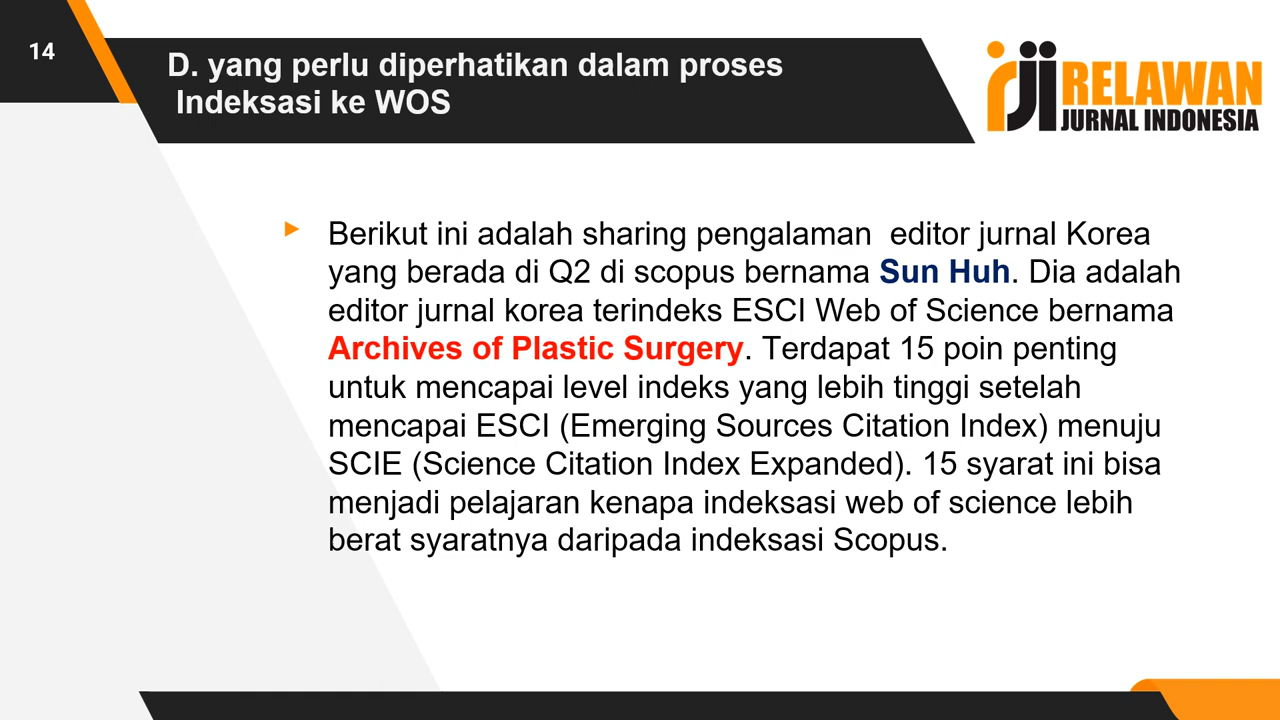 14
D. yang perlu diperhatikan dalam proses
Indeksasi ke WOS
rji RELAWAN
JURNAL INDONESIA
Berikut ini adalah sharing pengalaman editor jurnal Korea
yang berada di Q2 di scopus bernama Sun Huh. Dia adalah
editor jurnal korea terindeks ESCI Web of Science bernama
Archives of Plastic Surgery. Terdapat 15 poin penting
untuk mencapai level indeks yang lebih tinggi setelah
mencapai ESCI (Emerging Sources Citation Index) menuju
SCIE (Science Citation Index Expanded). 15 syarat ini bisa
menjadi pelajaran kenapa indeksasi web of science lebih
berat syaratnya daripada indeksasi Scopus.